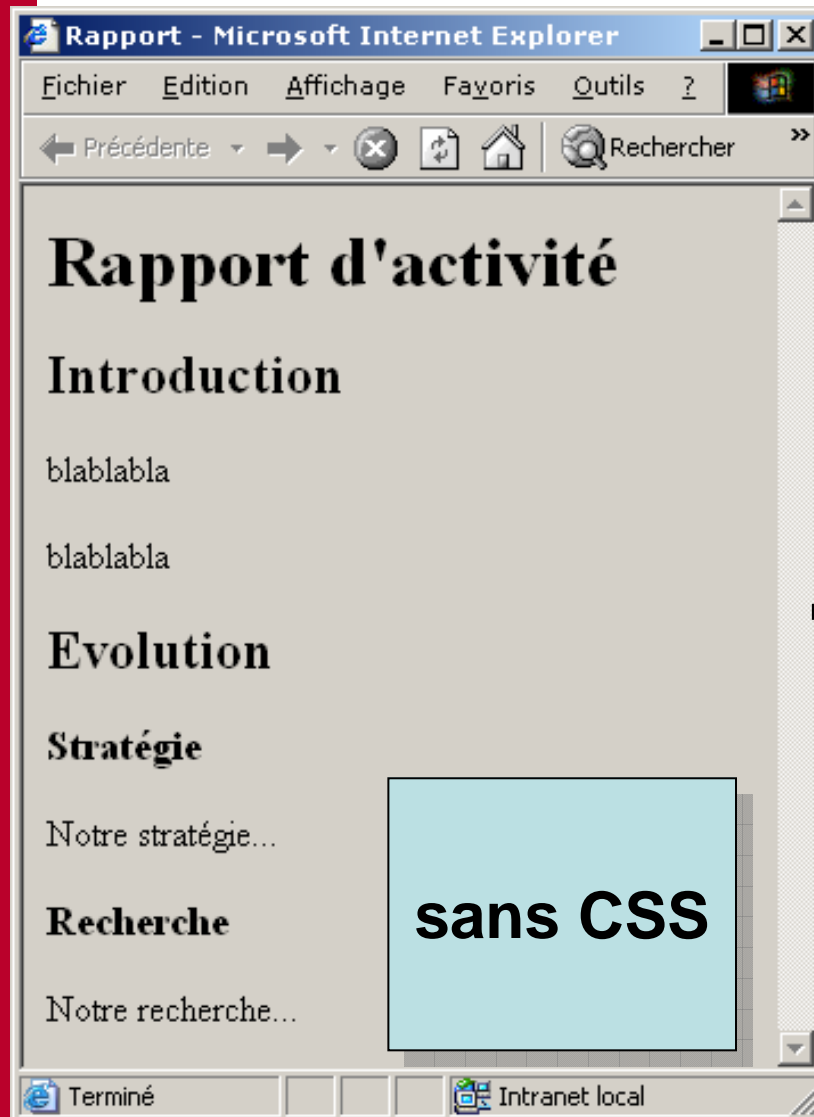 Rapport - Microsoft Internet Explorer
Fichier Edition Affichage Favoris Outils ?
Précédente Rechercher »
Rapport d'activité
Introduction
blablabla
blablabla
Evolution
Stratégie
Notre stratégie...
Recherche
Notre recherche...
sans CSS
Terminé Intranet local